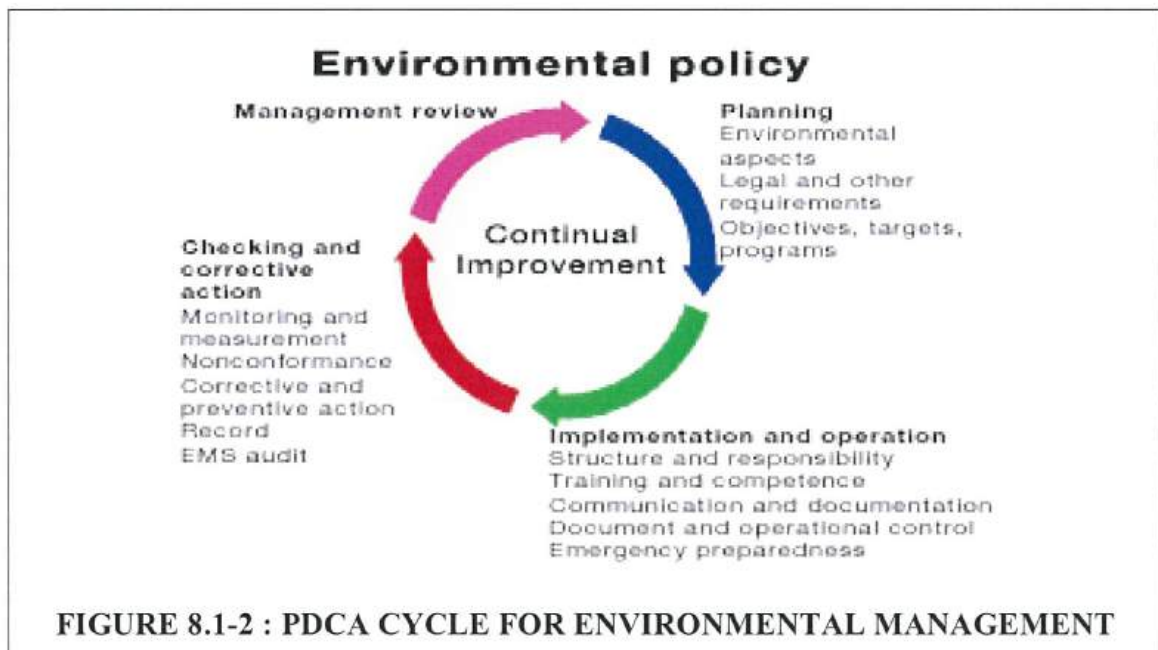 Environmental policy
Management review
Planning
Environmental
aspects
Legal and other
requirements
Objectives, targets,
programs
Continual
Improvement
Checking and
corrective
action
Monitoring and
measurement
Nonconformance
Corrective and
preventive action
Record
EMS audit
Implementation and operation
Structure and responsibility
Training and competence
Communication and documentation
Document and operational control
Emergency preparedness
FIGURE 8.1-2 : PDCA CYCLE FOR ENVIRONMENTAL MANAGEMENT